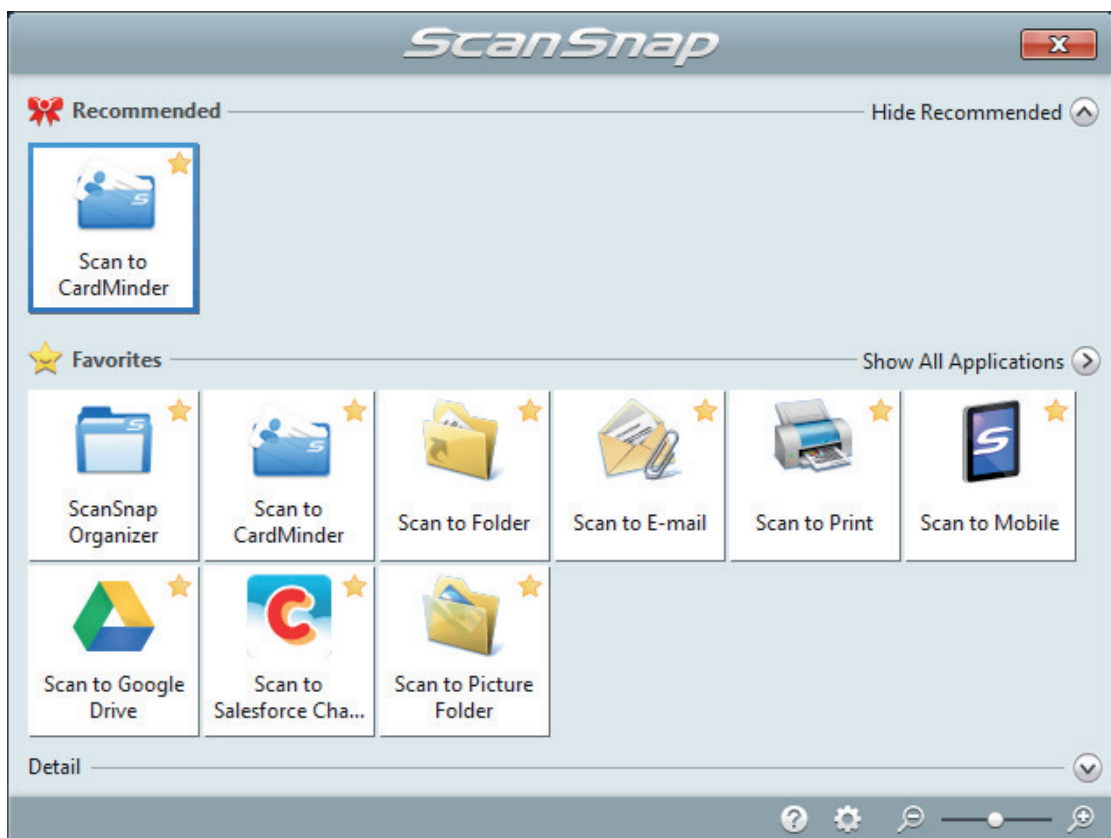 ScanSnap
Recommended
Hide Recommended
Scan to
CardMinder
Favorites
Show All Applications
ScanSnap
Organizer
Scan to
CardMinder
Scan to Folder
Scan to E-mail
Scan to Print
Scan to Mobile
Scan to Google
Drive
Scan to
Salesforce Cha...
Scan to Picture
Folder
Detail